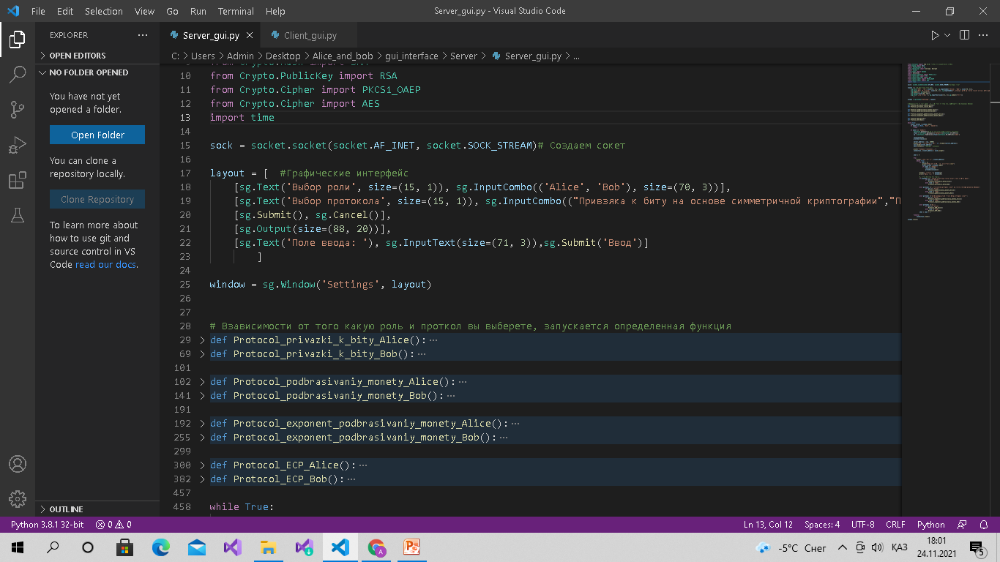 File Edit Selection View Go Run Terminal Help Server_gui.py - Visual Studio Code
EXPLORER
OPEN EDITORS
NO FOLDER OPENED
You have not yet
opened a folder.
Open Folder
You can clone a
repository locally.
Clone Repository
To learn more about
how to use git and
source control in VS
Code read our docs.
OUTLINE
Server_gui.py Client_gui.py
C: > Users > Admin > Desktop > Alice_and_bob > gui_interface > Server > Server_gui.py > ...
10 from Crypto.PublicKey import RSA
11 from Crypto.Cipher import PKCS1_OAEP
12 from Crypto.Cipher import AES
13 import time
14
15 sock = socket.socket(socket.AF_INET, socket.SOCK_STREAM)# Создаем сокет
16
17 layout = [  #Графические интерфейс
18 [sg.Text('Выбор роли', size=(15, 1)), sg.InputCombo(('Alice', 'Bob'), size=(70, 3))],
19 [sg.Text('Выбор протокола', size=(15, 1)), sg.InputCombo(("Привзяка к биту на основе симметричной криптографии","П
20 [sg.Submit(), sg.Cancel()],
21 [sg.Output(size=(88, 20))],
22 [sg.Text('Поле ввода: '), sg.InputText(size=(71, 3)),sg.Submit('Ввод')]
23 ]
24
25 window = sg.Window('Settings', layout)
26
27
28 # Взависимости от того какую роль и проткол вы выберете, запускается определенная функция
29 > def Protocol_privazki_k_bity_Alice(): ...
69 > def Protocol_privazki_k_bity_Bob(): ...
101
102 > def Protocol_podbrasivaniy_monety_Alice(): ...
141 > def Protocol_podbrasivaniy_monety_Bob(): ...
191
192 > def Protocol_exponent_podbrasivaniy_monety_Alice(): ...
255 > def Protocol_exponent_podbrasivaniy_monety_Bob(): ...
299
300 > def Protocol_ECP_Alice(): ...
382 > def Protocol_ECP_Bob(): ...
457
458 while True:
Python 3.8.1 32-bit 0 0 Ln 13, Col 12 Spaces: 4 UTF-8 CRLF Python
-5°C Снег ҚАЗ 18:01
24.11.2021 5